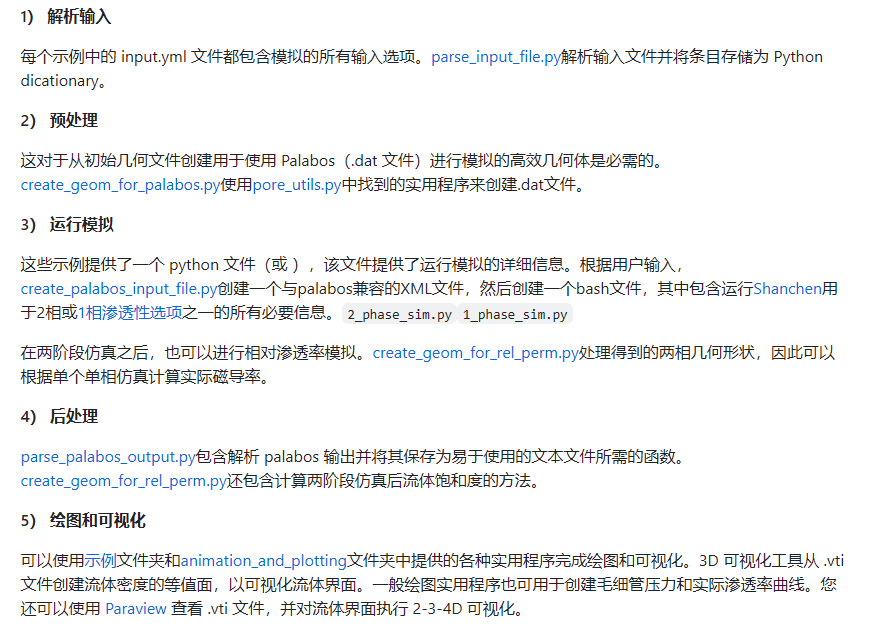 1） 解析输入
每个示例中的 input.yml 文件都包含模拟的所有输入选项。parse_input_file.py解析输入文件并将条目存储为 Python
dicationary。
2） 预处理
这对于从初始几何文件创建用于使用 Palabos（.dat 文件）进行模拟的高效几何体是必需的。
create_geom_for_palabos.py使用pore_utils.py中找到的实用程序来创建.dat文件。
3） 运行模拟
这些示例提供了一个 python 文件（或 ），该文件提供了运行模拟的详细信息。根据用户输入，
create_palabos_input_file.py创建一个与palabos兼容的XML文件，然后创建一个bash文件，其中包含运行Shanchen用
于2相或1相渗透性选项之一的所有必要信息。 2_phase_sim.py 1_phase_sim.py
在两阶段仿真之后，也可以进行相对渗透率模拟。create_geom_for_rel_perm.py处理得到的两相几何形状，因此可以
根据单个单相仿真计算实际磁导率。
4） 后处理
parse_palabos_output.py包含解析 palabos 输出并将其保存为易于使用的文本文件所需的函数。
create_geom_for_rel_perm.py还包含计算两阶段仿真后流体饱和度的方法。
5） 绘图和可视化
可以使用示例文件夹和animation_and_plotting文件夹中提供的各种实用程序完成绘图和可视化。3D 可视化工具从 .vti
文件创建流体密度的等值面，以可视化流体界面。一般绘图实用程序也可用于创建毛细管压力和实际渗透率曲线。您
还可以使用 Paraview 查看 .vti 文件，并对流体界面执行 2-3-4D 可视化。